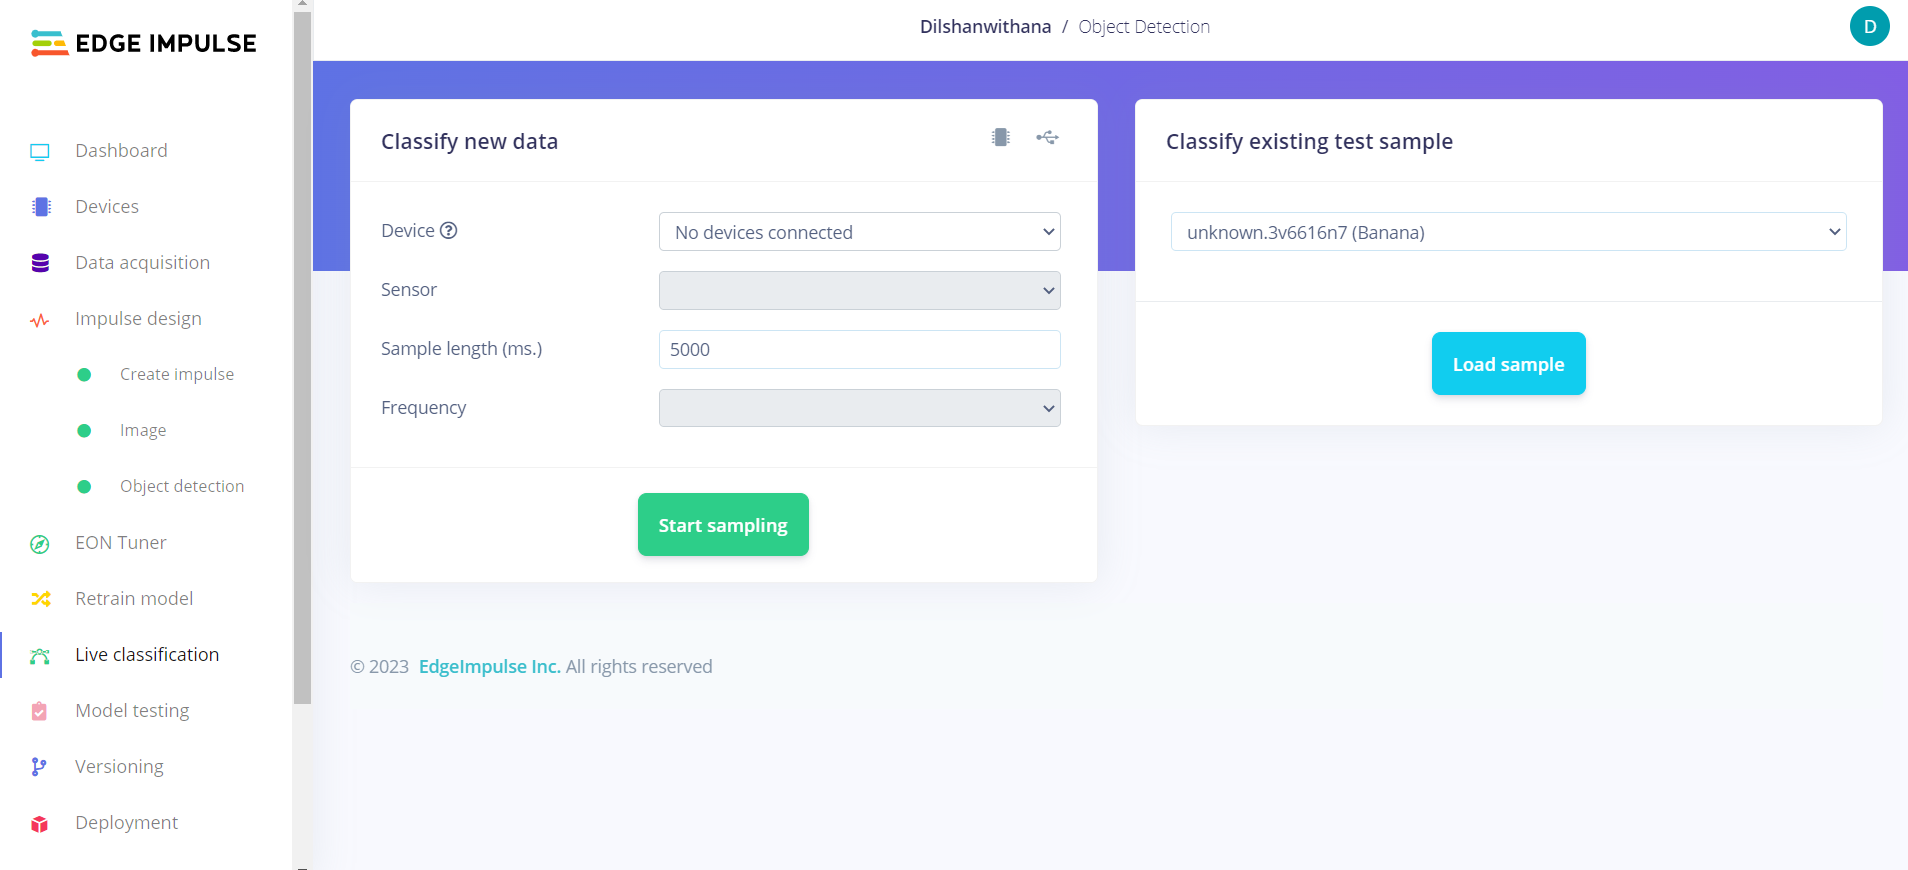 EDGE IMPULSE
Dashboard
Devices
Data acquisition
Impulse design
Create impulse
Image
Object detection
EON Tuner
Retrain model
Live classification
Model testing
Versioning
Deployment
Dilshanwithana / Object Detection
D
Classify new data
Device ?
No devices connected
Sensor
Sample length (ms.)
5000
Frequency
Start sampling
Classify existing test sample
unknown.3v6616n7 (Banana)
Load sample
© 2023 EdgeImpulse Inc. All rights reserved